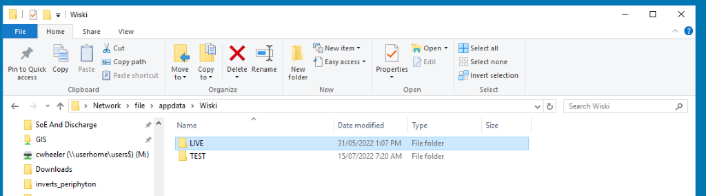 Wiski
File Home Share View
Pin to Quick access
Copy
Paste
Cut
Copy path
Paste shortcut
Clipboard
Move to
Copy to
Delete
Rename
Organize
New folder
New item
Easy access
New
Properties
Open
Edit
Open
Select all
Select none
Invert selection
Select
Network > file > appdata > Wiski
Search Wiski
Name Date modified Type Size
SoE And Discharge
GIS
cwheeler (\\userhome\users$) (M:)
Downloads
inverts_periphyton
LIVE 31/05/2022 1:07 PM File folder
TEST 15/07/2022 7:20 AM File folder